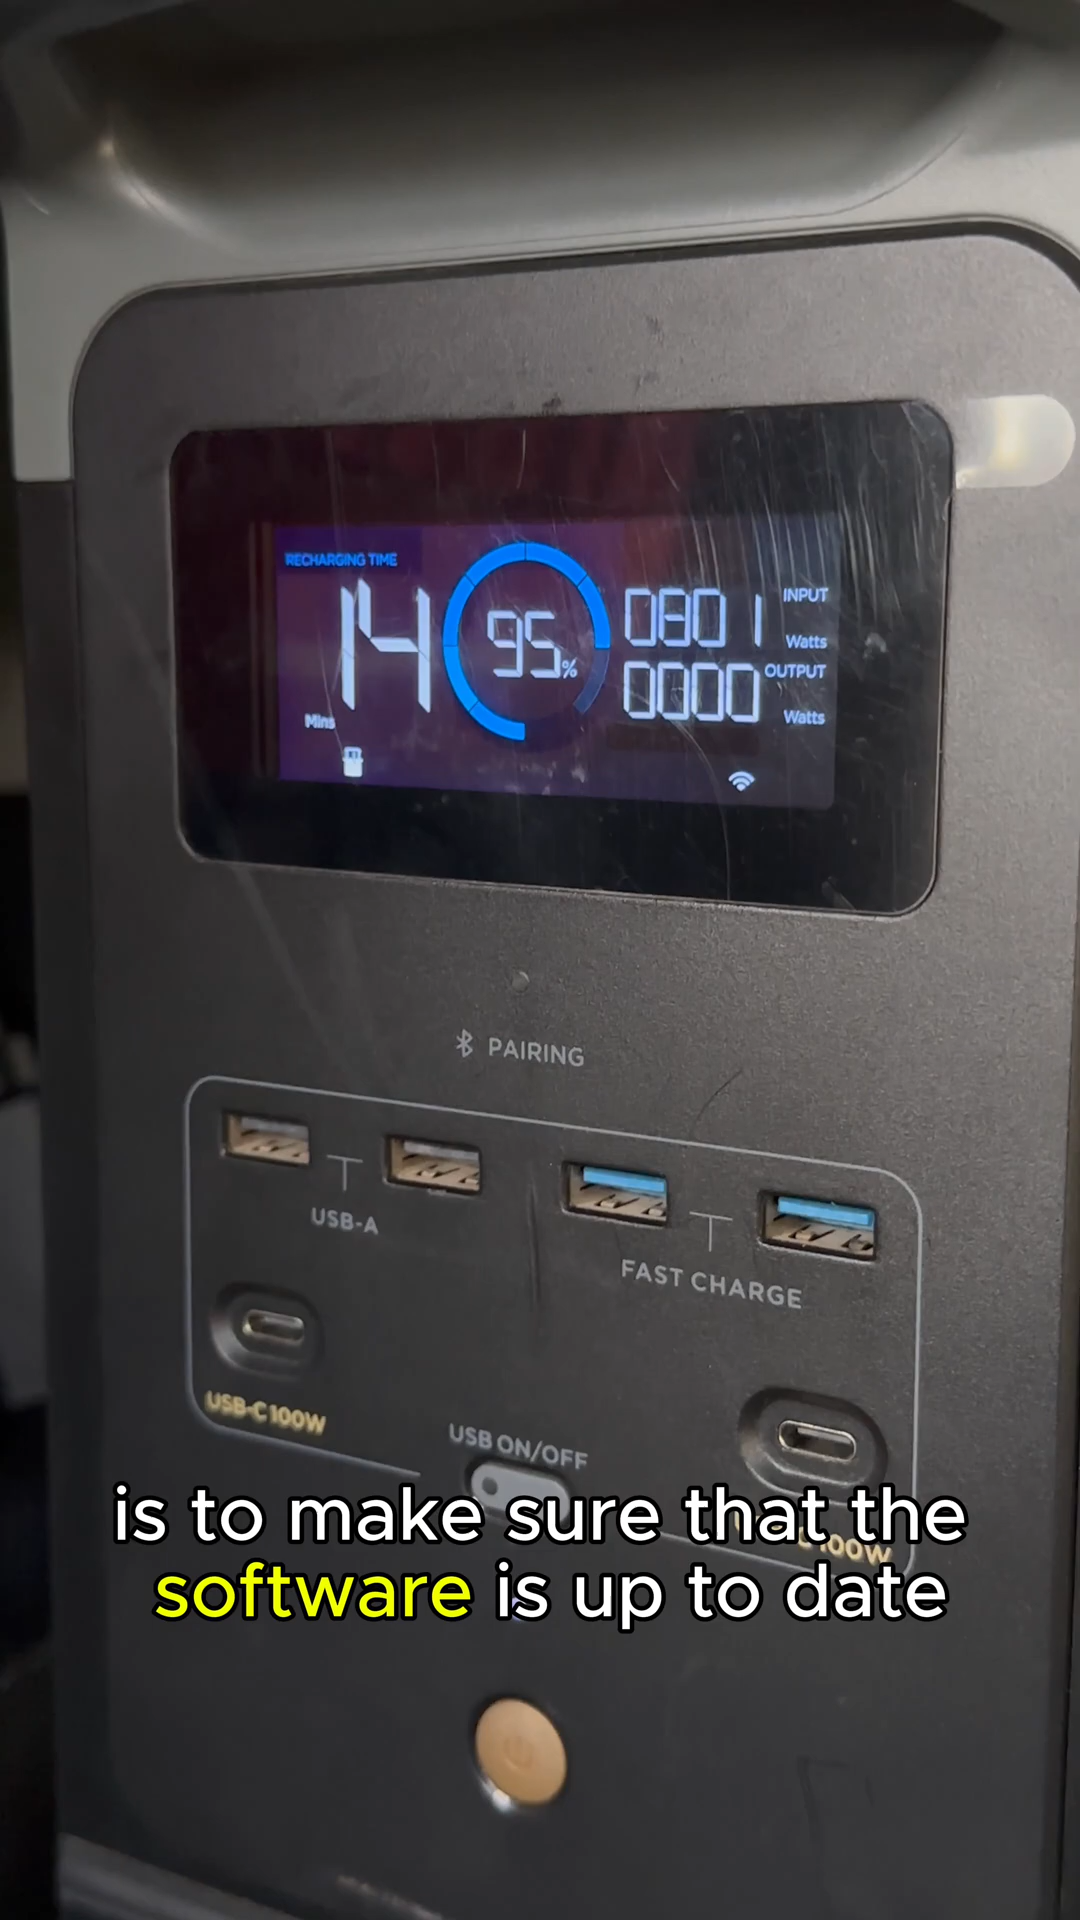 RECHARGING TIME
14
Mins
95%
0801 INPUT
Watts
0000 OUTPUT
Watts
PAIRING
USB-A
FAST CHARGE
USB-C 100W
USB ON/OFF
C 100W
is to make sure that the
software is up to date